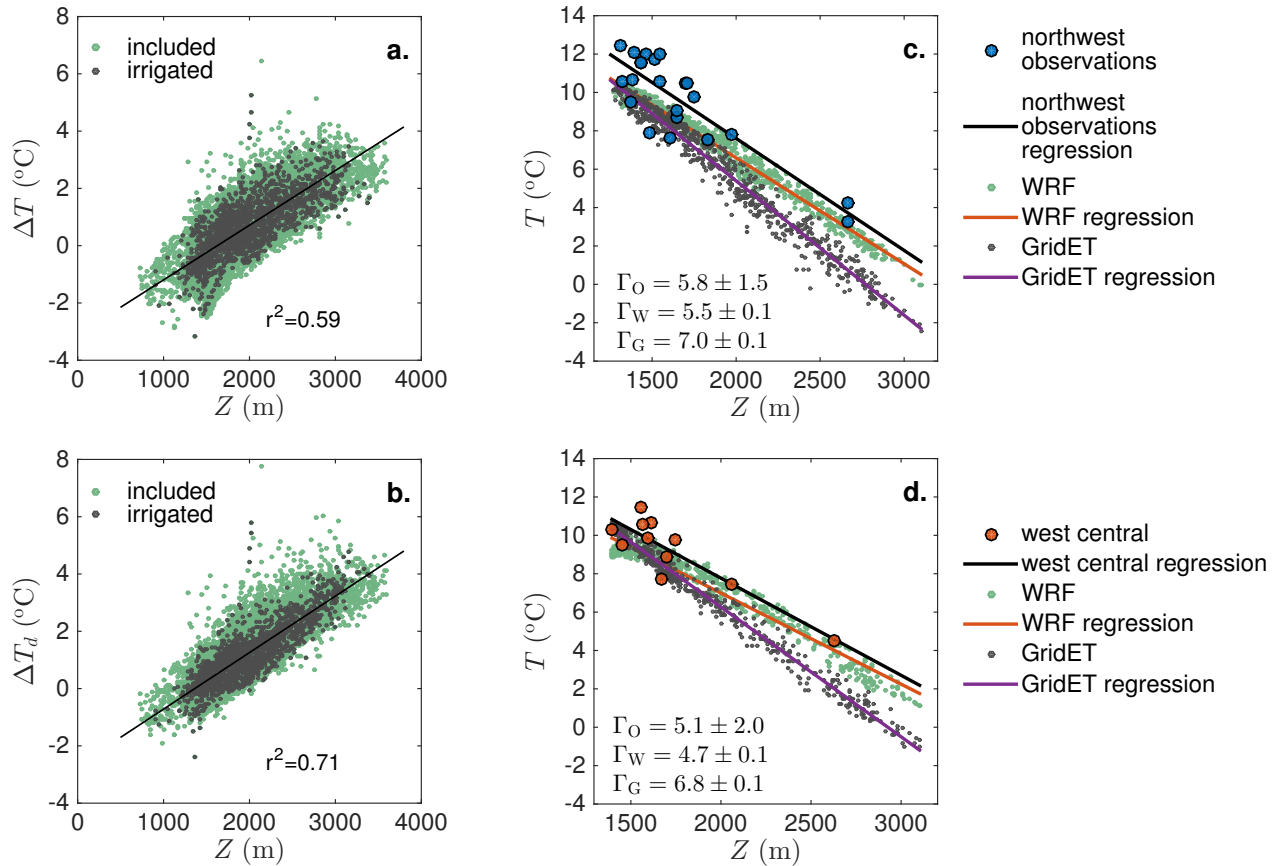 a.
included
irrigated
8
6
4
2
0
-2
-4
ΔT (°C)
r²=0.59
0 1000 2000 3000 4000
Z (m)
c.
14
12
10
8
6
4
2
0
-2
-4
T (°C)
Γ_O = 5.8 ± 1.5
Γ_W = 5.5 ± 0.1
Γ_G = 7.0 ± 0.1
1500 2000 2500 3000
Z (m)
northwest
observations
northwest
observations
regression
WRF
WRF regression
GridET
GridET regression
b.
included
irrigated
8
6
4
2
0
-2
-4
ΔT_d (°C)
r²=0.71
0 1000 2000 3000 4000
Z (m)
d.
14
12
10
8
6
4
2
0
-2
-4
T (°C)
Γ_O = 5.1 ± 2.0
Γ_W = 4.7 ± 0.1
Γ_G = 6.8 ± 0.1
1500 2000 2500 3000
Z (m)
west central
west central regression
WRF
WRF regression
GridET
GridET regression